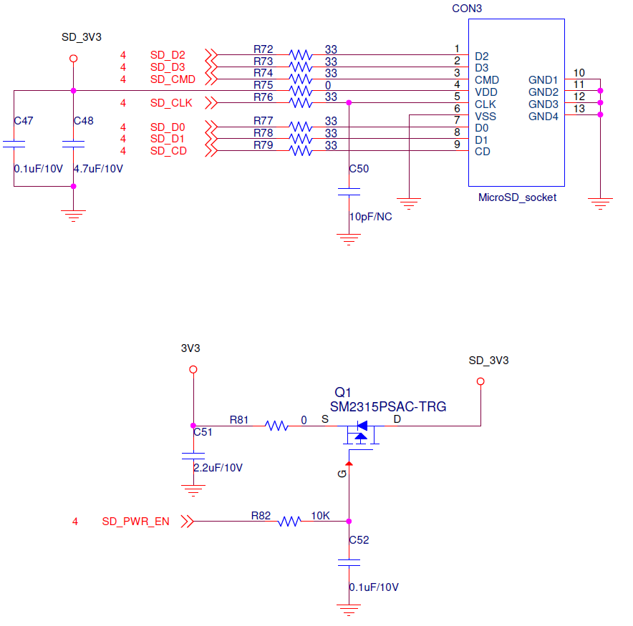 CON3
SD_3V3
4 SD_D2 R72 33 1 D2
4 SD_D3 R73 33 2 D3
4 SD_CMD R74 33 3 CMD GND1 10
R75 0 4 VDD GND2 11
4 SD_CLK R76 33 5 CLK GND3 12
6 VSS GND4 13
4 SD_D0 R77 33 7 D0
4 SD_D1 R78 33 8 D1
4 SD_CD R79 33 9 CD
C47 C48
0.1uF/10V 4.7uF/10V
C50
10pF/NC
MicroSD_socket
3V3
SD_3V3
Q1
SM2315PSAC-TRG
R81 0 S D
C51
2.2uF/10V
G
4 SD_PWR_EN R82 10K
C52
0.1uF/10V